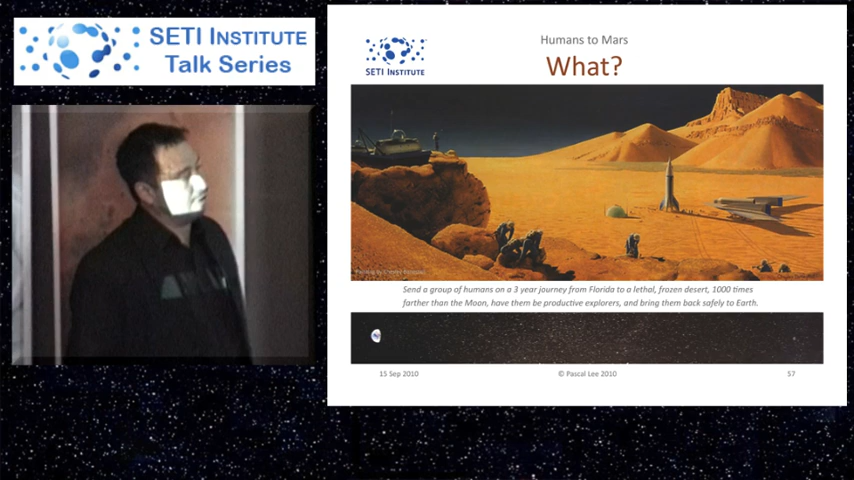 SETI INSTITUTE
Talk Series
SETI INSTITUTE
Humans to Mars
What?
Send a group of humans on a 3 year journey from Florida to a lethal, frozen desert, 1000 times
farther than the Moon, have them be productive explorers, and bring them back safely to Earth.
15 Sep 2010
© Pascal Lee 2010
57